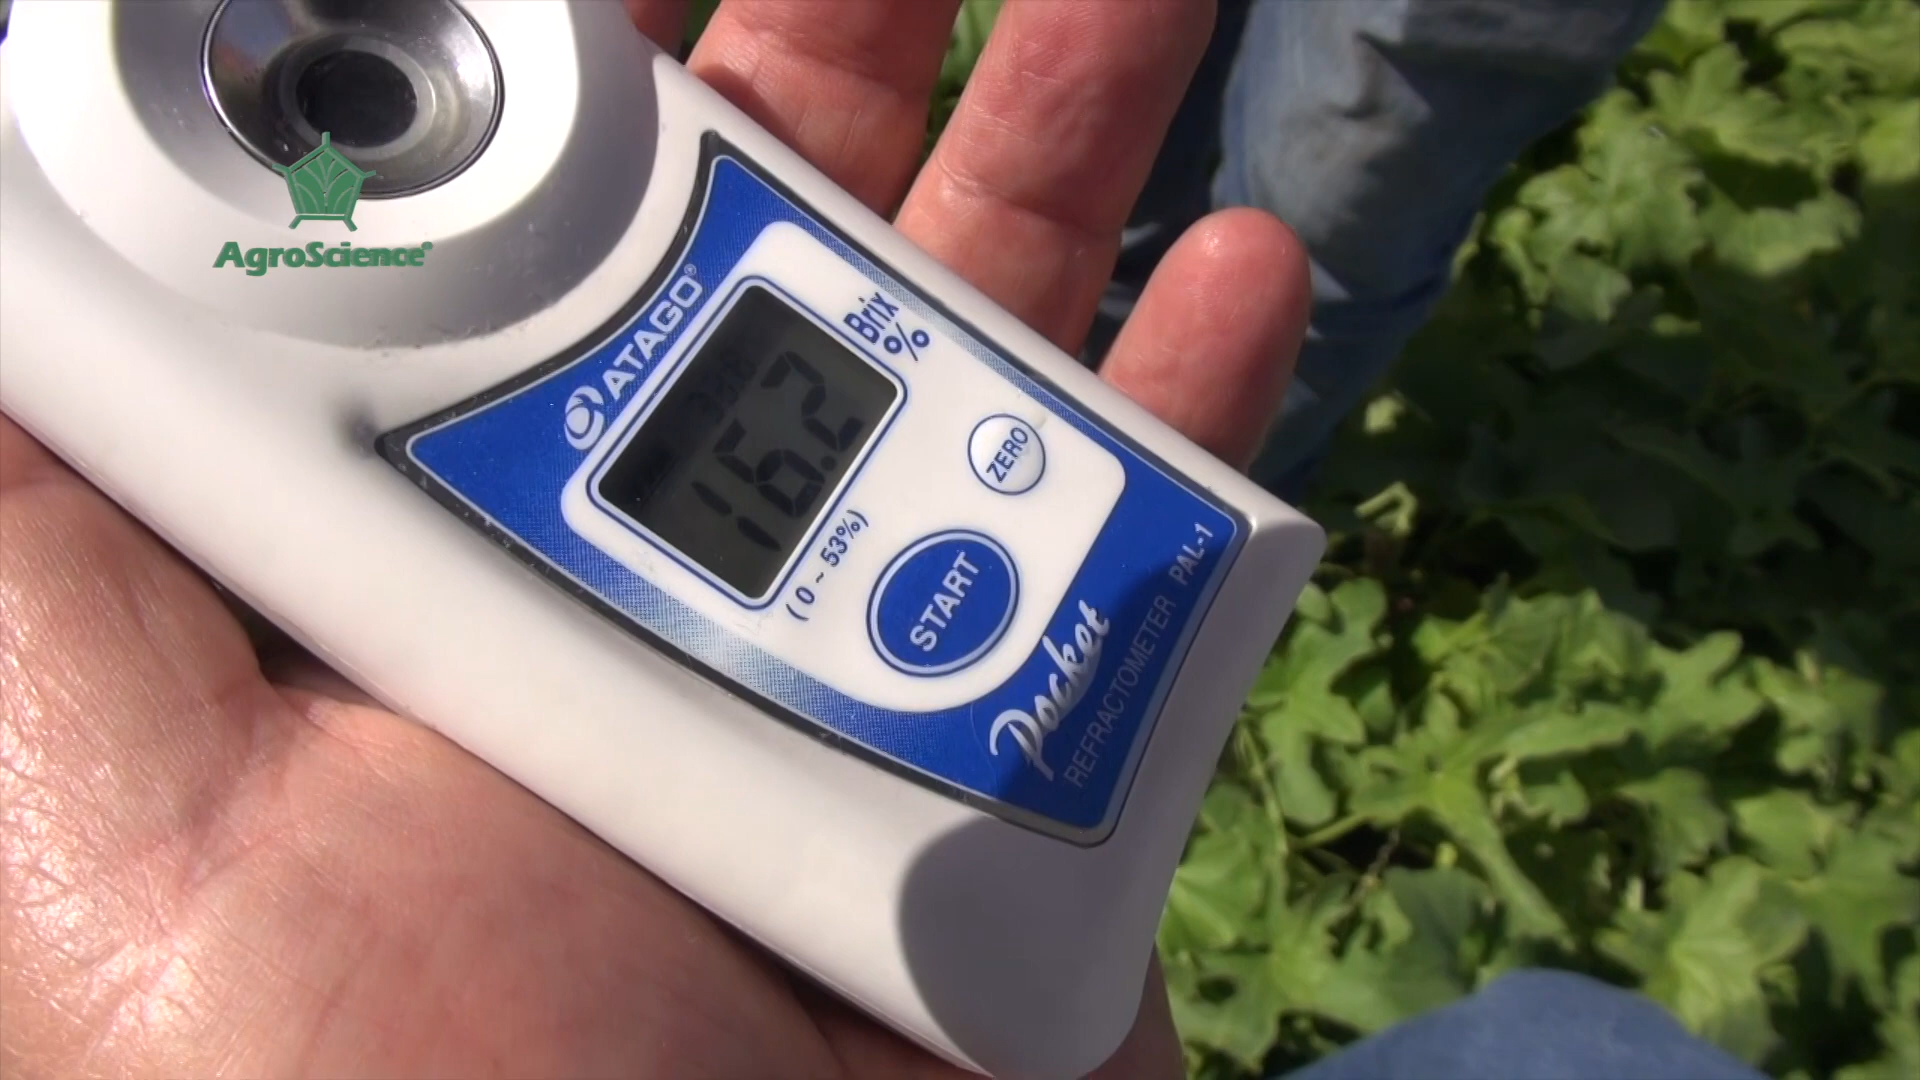 AgroScience®
ATAGO®
Brix
%
16.2
(0 ~ 53%)
ZERO
START
Pocket
REFRACTOMETER PAL-1